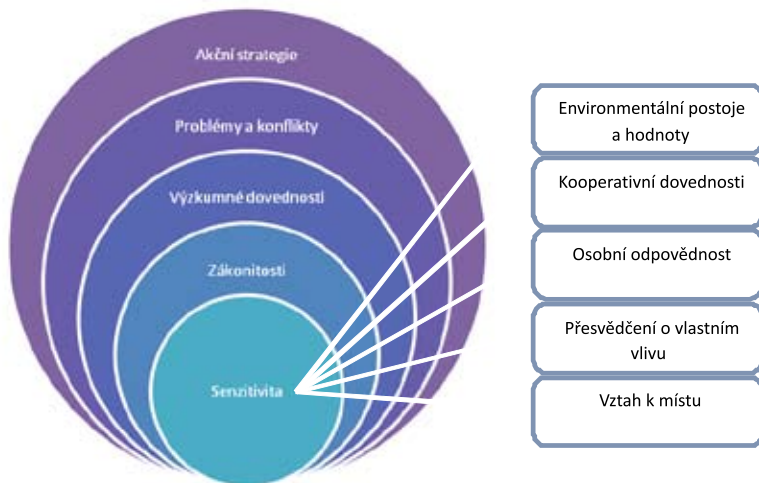 Akční strategie
Problémy a konflikty
Výzkumné dovednosti
Zákonitosti
Senzitivita
Environmentální postoje
a hodnoty
Kooperativní dovednosti
Osobní odpovědnost
Přesvědčení o vlastním
vlivu
Vztah k místu